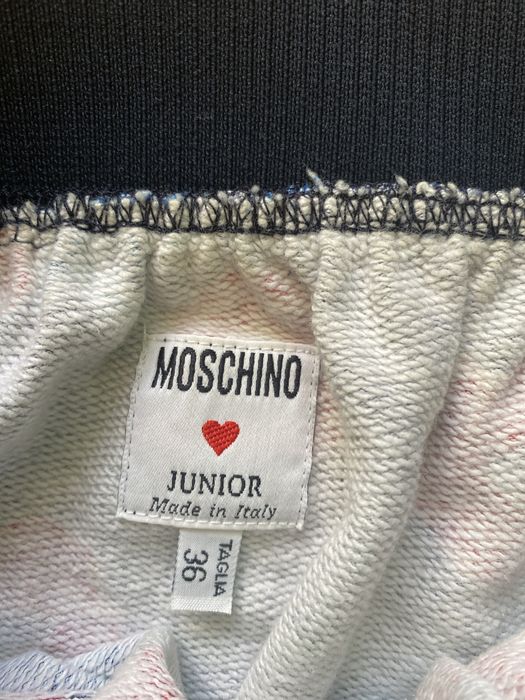 MOSCHINO
JUNIOR
Made in Italy
TAGLIA
36